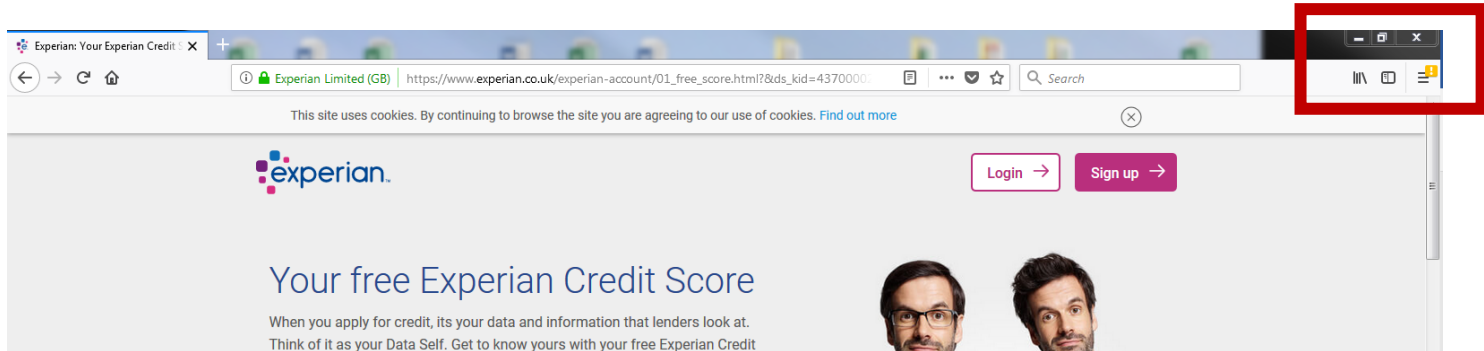 Experian: Your Experian Credit S
Experian Limited (GB) https://www.experian.co.uk/experian-account/01_free_score.html?&ds_kid=4370000 Search
This site uses cookies. By continuing to browse the site you are agreeing to our use of cookies. Find out more
experian™
Login
Sign up
Your free Experian Credit Score
When you apply for credit, its your data and information that lenders look at.
Think of it as your Data Self. Get to know yours with your free Experian Credit